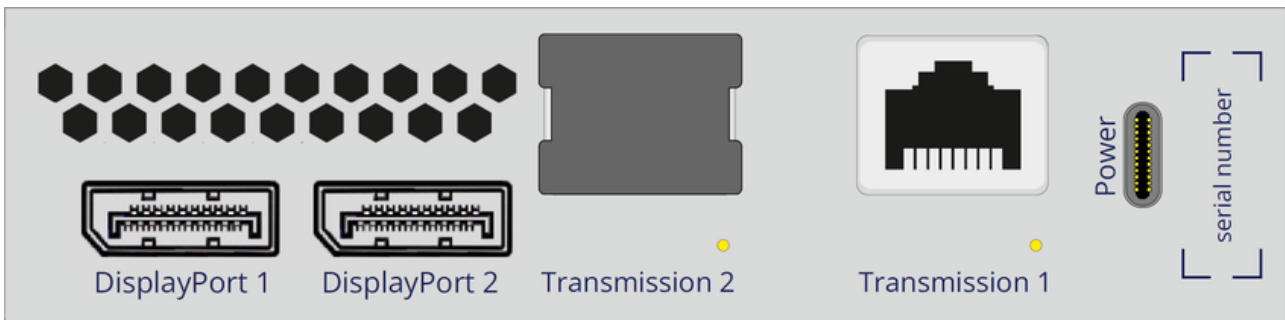 DisplayPort 1
DisplayPort 2
Transmission 2
Transmission 1
Power
serial number